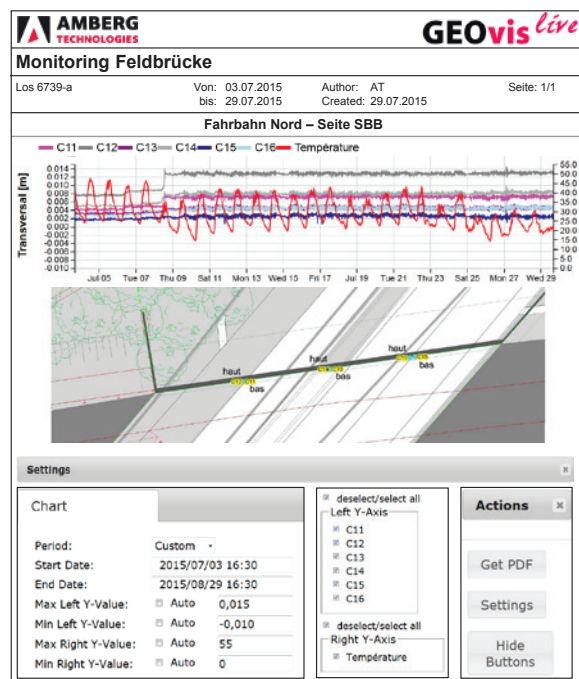 AMBERG
TECHNOLOGIES
GEOvis live
Monitoring Feldbrücke
Los 6739-a Von: 03.07.2015 Author: AT Seite: 1/1
bis: 29.07.2015 Created: 29.07.2015
Fahrbahn Nord – Seite SBB
C11 C12 C13 C14 C15 C16 Température
Transversal [m]
0.014
0.012
0.010
0.008
0.006
0.004
0.002
0.000
-0.002
-0.004
-0.006
-0.008
-0.010
55.0
50.0
45.0
40.0
35.0
30.0
25.0
20.0
15.0
10.0
5.0
0.0
Jul 05 Tue 07 Thu 09 Sat 11 Mon 13 Wed 15 Fri 17 Jul 19 Tue 21 Thu 23 Sat 25 Mon 27 Wed 29
haut
bas
haut
bas
haut
bas
Settings
Chart
Period: Custom
Start Date: 2015/07/03 16:30
End Date: 2015/08/29 16:30
Max Left Y-Value: Auto 0,015
Min Left Y-Value: Auto -0,010
Max Right Y-Value: Auto 55
Min Right Y-Value: Auto 0
deselect/select all
Left Y-Axis
C11
C12
C13
C14
C15
C16
deselect/select all
Right Y-Axis
Température
Actions
Get PDF
Settings
Hide
Buttons